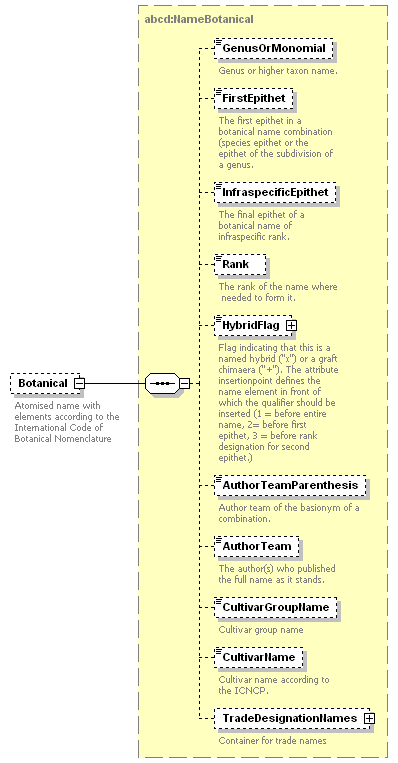 abcd:NameBotanical
GenusOrMonomial
Genus or higher taxon name.
FirstEpithet
The first epithet in a
botanical name combination
(species epithet or the
epithet of the subdivision of
a genus.
InfraspecificEpithet
The final epithet of a
botanical name of
infraspecific rank.
Rank
The rank of the name where
needed to form it.
HybridFlag
Flag indicating that this is a
named hybrid ("x") or a graft
chimaera ("+"). The attribute
insertionpoint defines the
name element in front of
which the qualifier should be
inserted (1 = before entire
name, 2= before first
epithet, 3 = before rank
designation for second
epithet.)
Botanical
Atomised name with
elements according to the
International Code of
Botanical Nomenclature
AuthorTeamParenthesis
Author team of the basionym of a
combination.
AuthorTeam
The author(s) who published
the full name as it stands.
CultivarGroupName
Cultivar group name
CultivarName
Cultivar name according to
the ICNCP.
TradeDesignationNames
Container for trade names